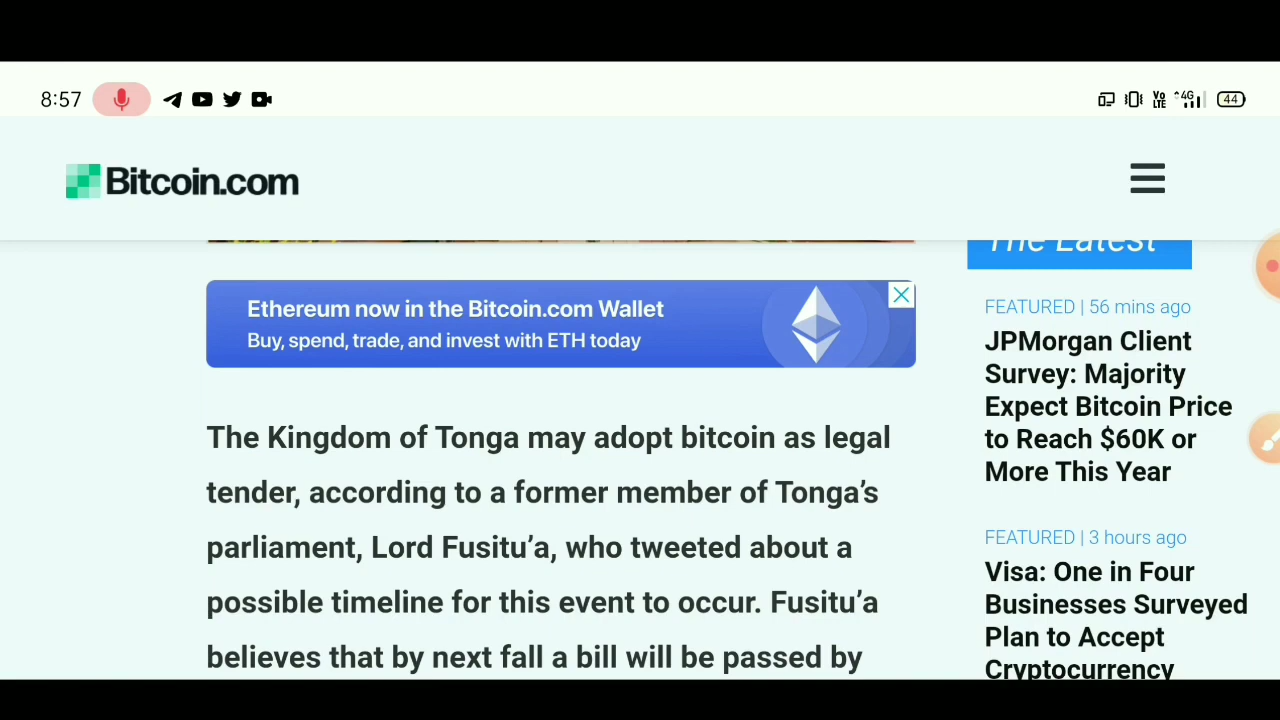 8:57
Vo
LTE
4G
44
Bitcoin.com
The Latest
Ethereum now in the Bitcoin.com Wallet
Buy, spend, trade, and invest with ETH today
The Kingdom of Tonga may adopt bitcoin as legal
tender, according to a former member of Tonga’s
parliament, Lord Fusitu’a, who tweeted about a
possible timeline for this event to occur. Fusitu’a
believes that by next fall a bill will be passed by
FEATURED | 56 mins ago
JPMorgan Client
Survey: Majority
Expect Bitcoin Price
to Reach $60K or
More This Year
FEATURED | 3 hours ago
Visa: One in Four
Businesses Surveyed
Plan to Accept
Cryptocurrency